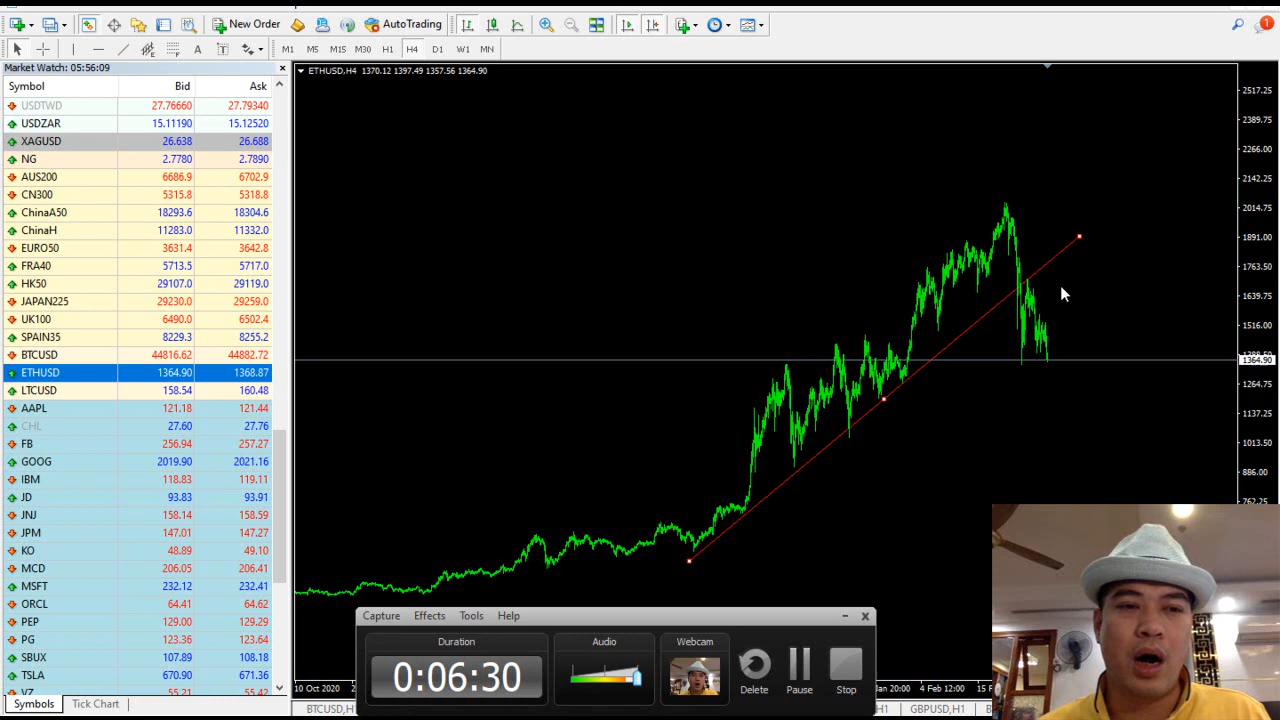 New Order
AutoTrading
1
M1 M5 M15 M30 H1 H4 D1 W1 MN
Market Watch: 05:56:09
Symbol Bid Ask
USDTWD 27.76660 27.79340
USDZAR 15.11190 15.12520
XAGUSD 26.638 26.688
NG 2.7780 2.7890
AUS200 6686.9 6702.9
CN300 5315.8 5318.8
ChinaA50 18293.6 18304.6
ChinaH 11283.0 11332.0
EURO50 3631.4 3642.8
FRA40 5713.5 5717.0
HK50 29107.0 29119.0
JAPAN225 29230.0 29259.0
UK100 6490.0 6502.4
SPAIN35 8229.3 8255.2
BTCUSD 44816.62 44882.72
ETHUSD 1364.90 1368.87
LTCUSD 158.54 160.48
AAPL 121.18 121.44
CHL 27.60 27.76
FB 256.94 257.27
GOOG 2019.90 2021.16
IBM 118.83 119.11
JD 93.83 93.91
JNJ 158.14 158.59
JPM 147.01 147.27
KO 48.89 49.10
MCD 206.05 206.41
MSFT 232.12 232.41
ORCL 64.41 64.62
PEP 129.00 129.29
PG 123.36 123.64
SBUX 107.89 108.18
TSLA 670.90 671.36
VZ 55.21 55.42
Symbols Tick Chart
ETHUSD,H4 1370.12 1397.49 1357.56 1364.90
2517.25
2389.75
2266.00
2142.25
2014.75
1891.00
1763.50
1639.75
1516.00
1364.90
1264.75
1137.25
1013.50
886.00
10 Oct 2020
Jan 20:00 4 Feb 12:00 15 F
BTCUSD,H
H1 GBPUSD,H1
Capture Effects Tools Help
Duration
0:06:30
Audio
Webcam
Delete Pause Stop